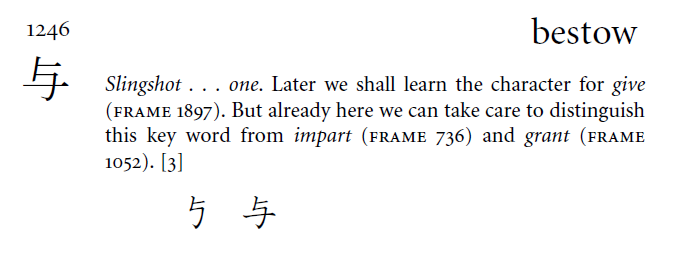 1246 bestow
与
Slingshot . . . one. Later we shall learn the character for give
(FRAME 1897). But already here we can take care to distinguish
this key word from impart (FRAME 736) and grant (FRAME
1052). [3]
与